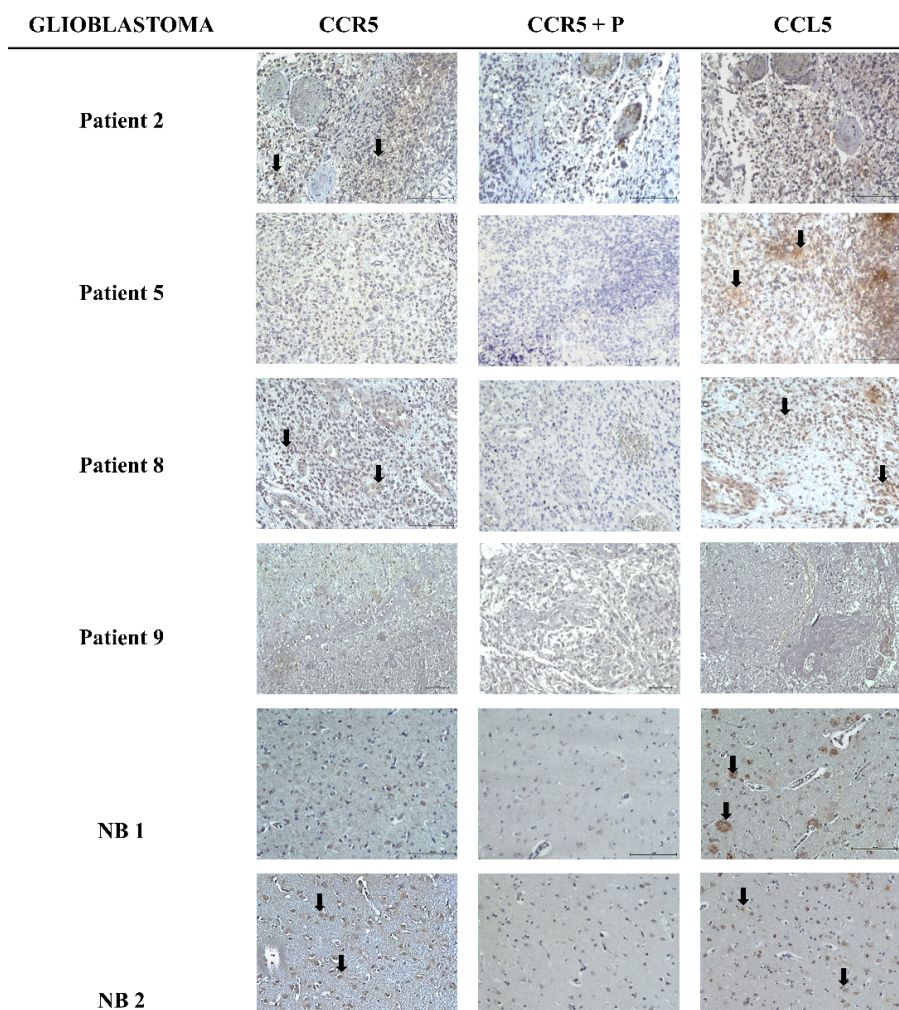 GLIOBLASTOMA CCR5 CCR5 + P CCL5
Patient 2
Patient 5
Patient 8
Patient 9
NB 1
NB 2